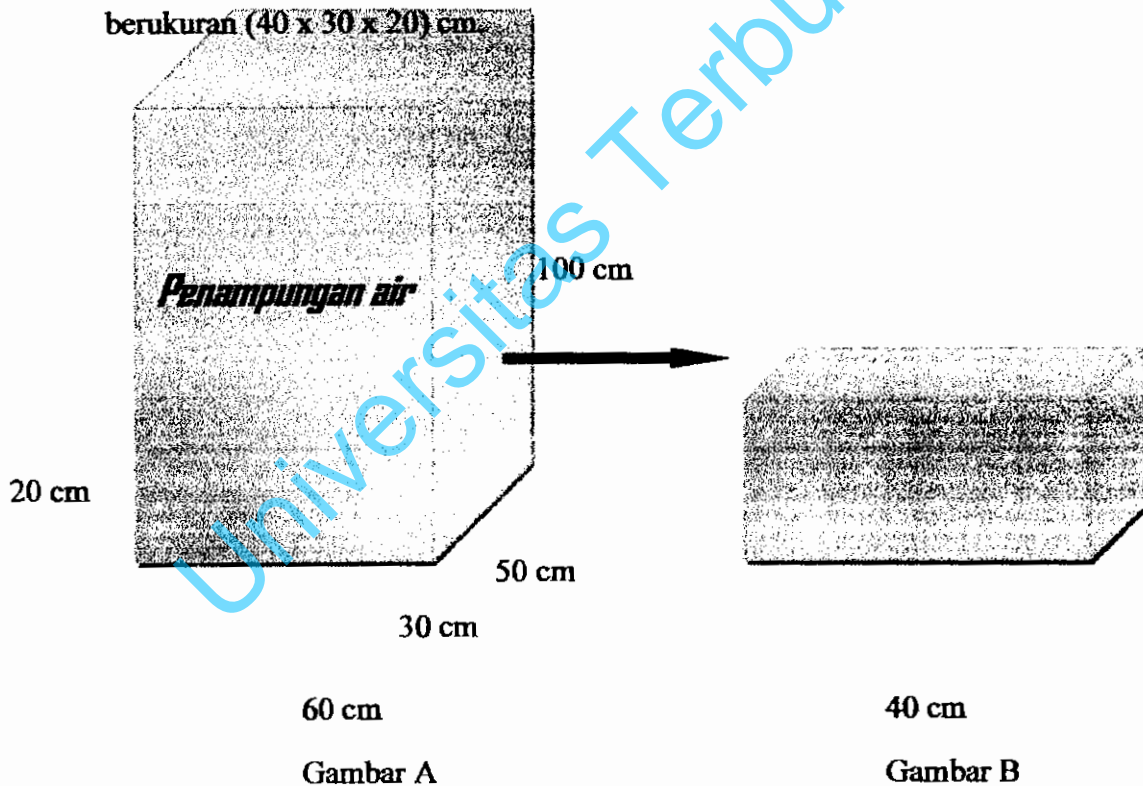 berukuran (40 x 30 x 20) cm.
Penampungan air
100 cm
20 cm
50 cm
30 cm
60 cm
40 cm
Gambar A
Gambar B
Universitas Terbu